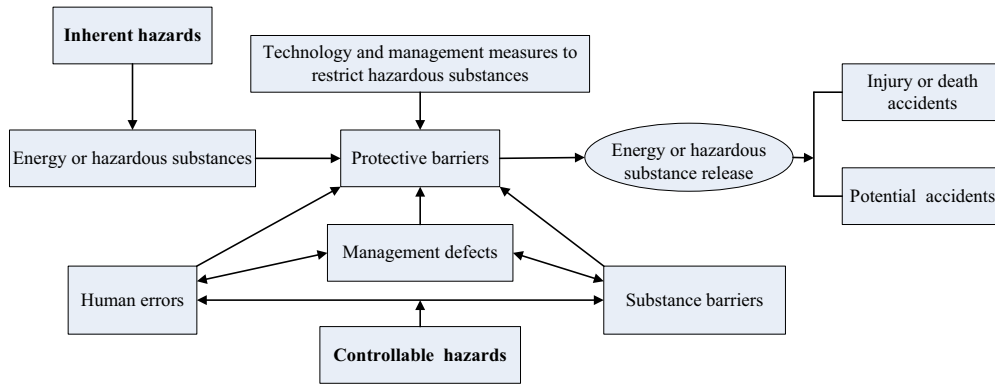 Inherent hazards
Technology and management measures to
restrict hazardous substances
Injury or death
accidents
Energy or hazardous substances
Protective barriers
Energy or hazardous
substance release
Potential accidents
Management defects
Human errors
Substance barriers
Controllable hazards